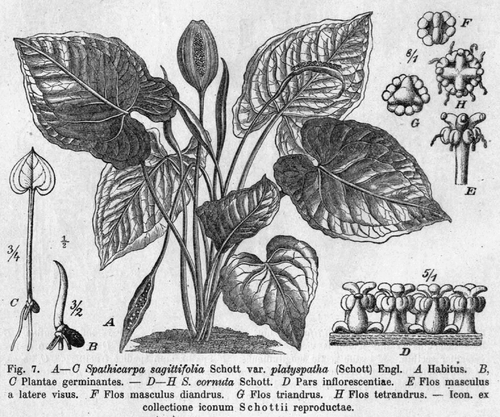 F
8/1
H
G
E
3/4
1/2
C
3/2
B
A
5/1
D
Fig. 7. A—C Spathicarpa sagittifolia Schott var. platyspatha (Schott) Engl. A Habitus. B,
C Plantae germinantes. — D—H S. cornuta Schott. D Pars inflorescentiae. E Flos masculus
a latere visus. F Flos masculus diandrus. G Flos triandrus. H Flos tetrandrus. — Icon. ex
collectione iconum Schottii reproductae.